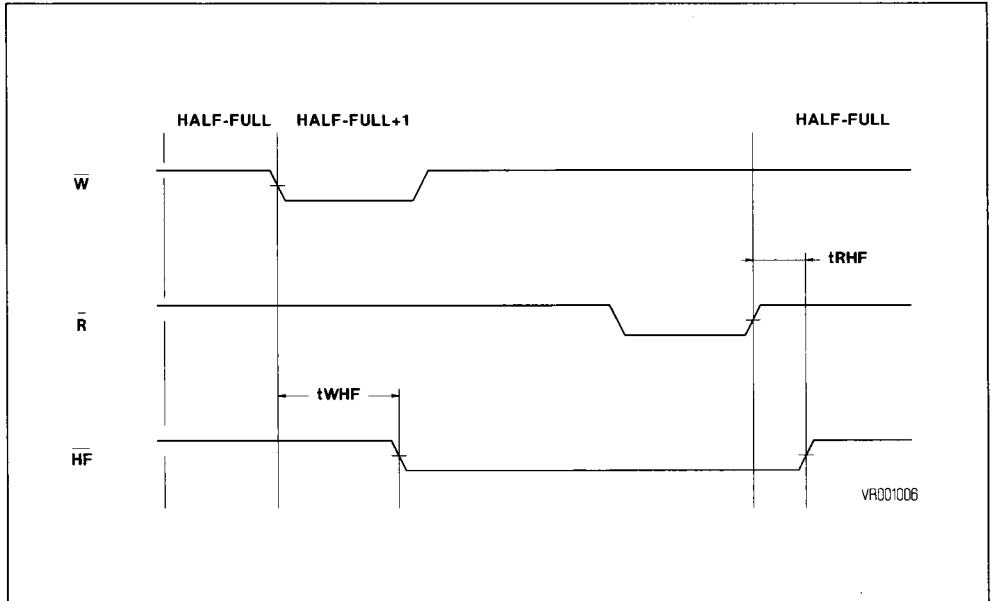 HALF-FULL HALF-FULL+1 HALF-FULL
W
tRHF
R
tWHF
HF
VR001006